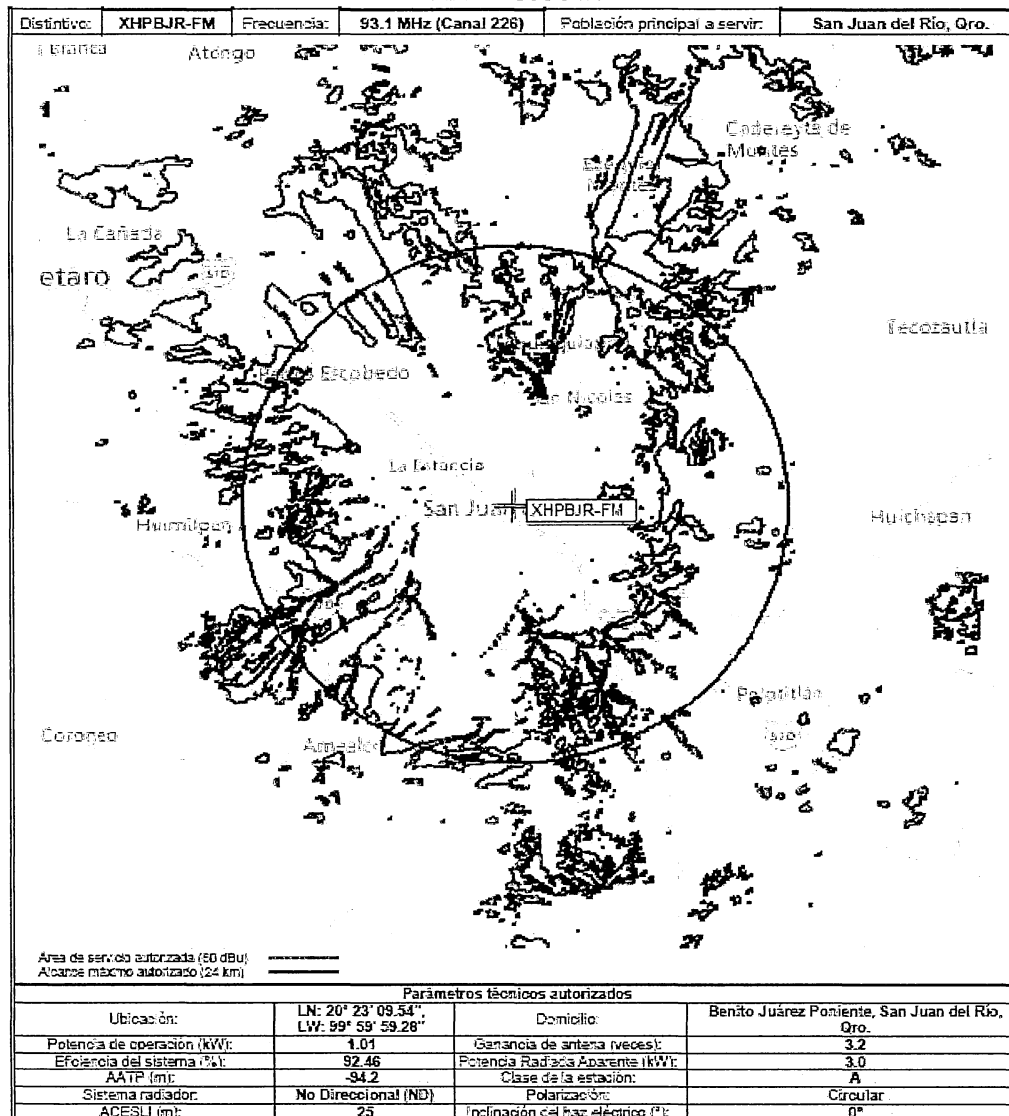 Distintivo: XHPBJR-FM Frecuencia: 93.1 MHz (Canal 226) Población principal a servir: San Juan del Río, Qro.
Atongo
Cadereyta de
Montes
La Cañada
etaro
Tecozautla
Escobedo
San Nicolas
La Estancia
San Juan
XHPBJR-FM
Huimilpan
Huichapan
Polotitlán
Coroneo
Amealco
Área de servicio autorizada (60 dBu)
Alcance máximo autorizado (24 km)
Parámetros técnicos autorizados
Ubicación: LN: 20° 23' 09.54", LW: 99° 59' 59.28" Domicilio: Benito Juárez Poniente, San Juan del Río, Qro.
Potencia de operación (kW): 1.01 Ganancia de antena (veces): 3.2
Eficiencia del sistema (%): 92.46 Potencia Radiada Aparente (kW): 3.0
AATP (m): -94.2 Clase de la estación: A
Sistema radiador: No Direccional (ND) Polarización: Circular
ACESLI (m): 25 Inclinación del haz eléctrico (°): 0°